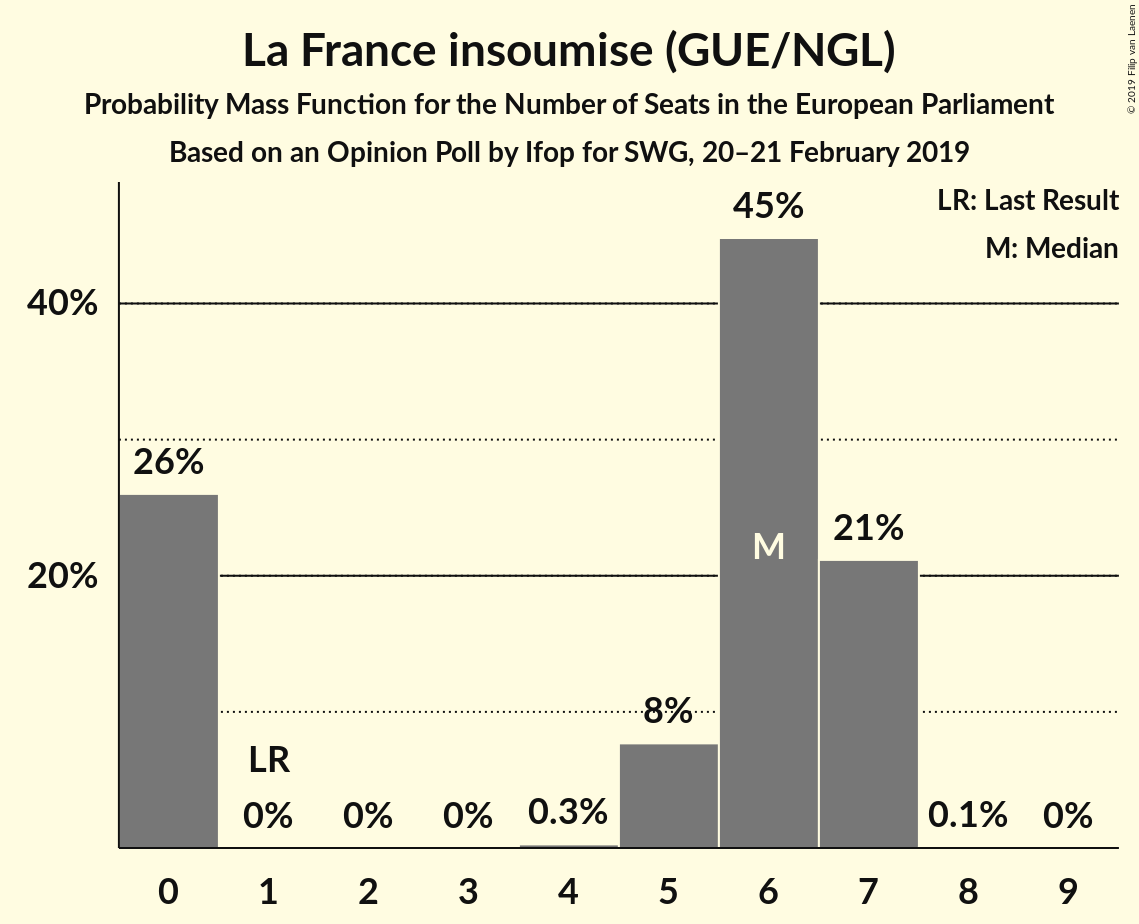 La France insoumise (GUE/NGL)
Probability Mass Function for the Number of Seats in the European Parliament
Based on an Opinion Poll by Ifop for SWG, 20–21 February 2019
© 2019 Filip van Laenen
LR: Last Result
M: Median
45%
40%
26%
21%
M
20%
8%
LR
0%
0%
0%
0.3%
0.1%
0%
0 1 2 3 4 5 6 7 8 9